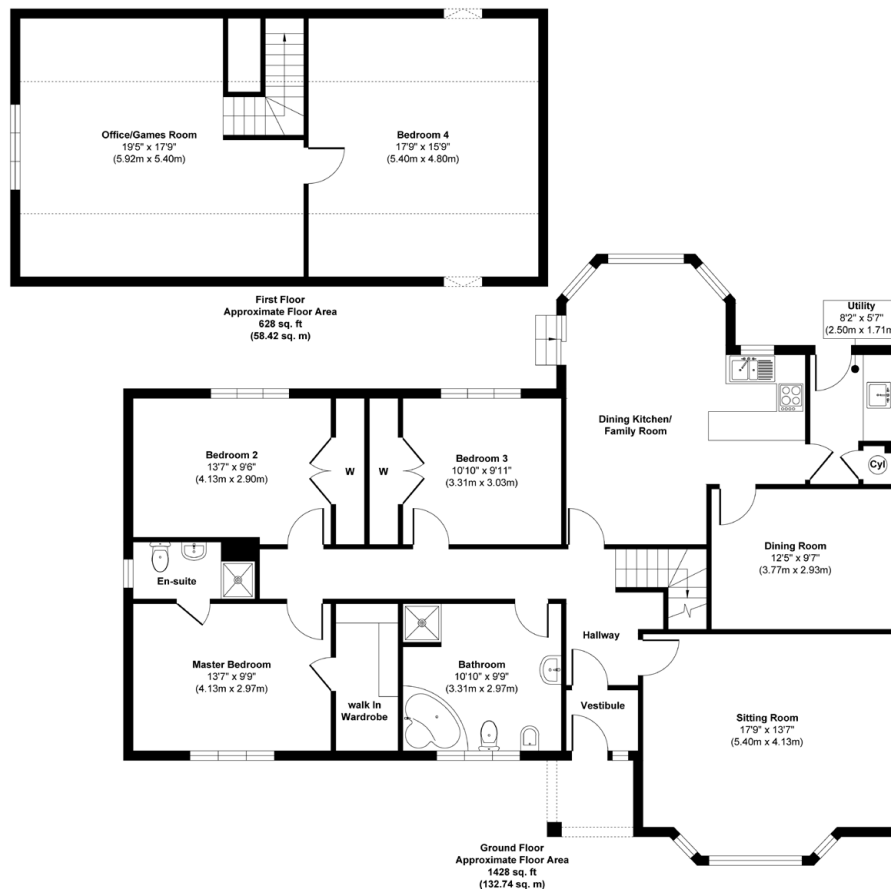 Office/Games Room
19'5" x 17'9"
(5.92m x 5.40m)
Bedroom 4
17'9" x 15'9"
(5.40m x 4.80m)
First Floor
Approximate Floor Area
628 sq. ft
(58.42 sq. m)
Utility
8'2" x 5'7"
(2.50m x 1.71m
Dining Kitchen/
Family Room
Bedroom 2
13'7" x 9'6"
(4.13m x 2.90m)
W
W
Bedroom 3
10'10" x 9'11"
(3.31m x 3.03m)
Cyl
Dining Room
12'5" x 9'7"
(3.77m x 2.93m)
En-suite
Master Bedroom
13'7" x 9'9"
(4.13m x 2.97m)
walk In
Wardrobe
Bathroom
10'10" x 9'9"
(3.31m x 2.97m)
Hallway
Vestibule
Sitting Room
17'9" x 13'7"
(5.40m x 4.13m)
Ground Floor
Approximate Floor Area
1428 sq. ft
(132.74 sq. m)